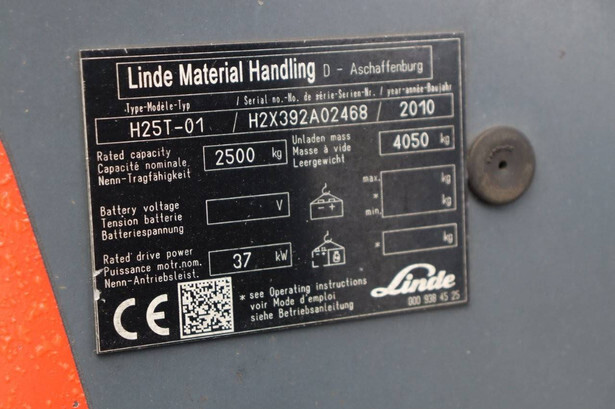 Linde Material Handling D - Aschaffenburg
Type-Modèle-Typ / Serial no.-No. de série-Serien-Nr. / year-année-Baujahr
H25T-01 / H2X392A02468 / 2010
Rated capacity
Capacité nominale
Nenn-Tragfähigkeit
2500 kg
Unladen mass
Masse à vide
Leergewicht
4050 kg
Battery voltage
Tension batterie
Batteriespannung
V
max. * kg
min. * kg
Rated drive power
Puissance motr.nom.
Nenn-Antriebsleist.
37 kW
* kg
* see Operating instructions
voir Mode d'emploi
siehe Betriebsanleitung
CE
Linde
000 938 45 25